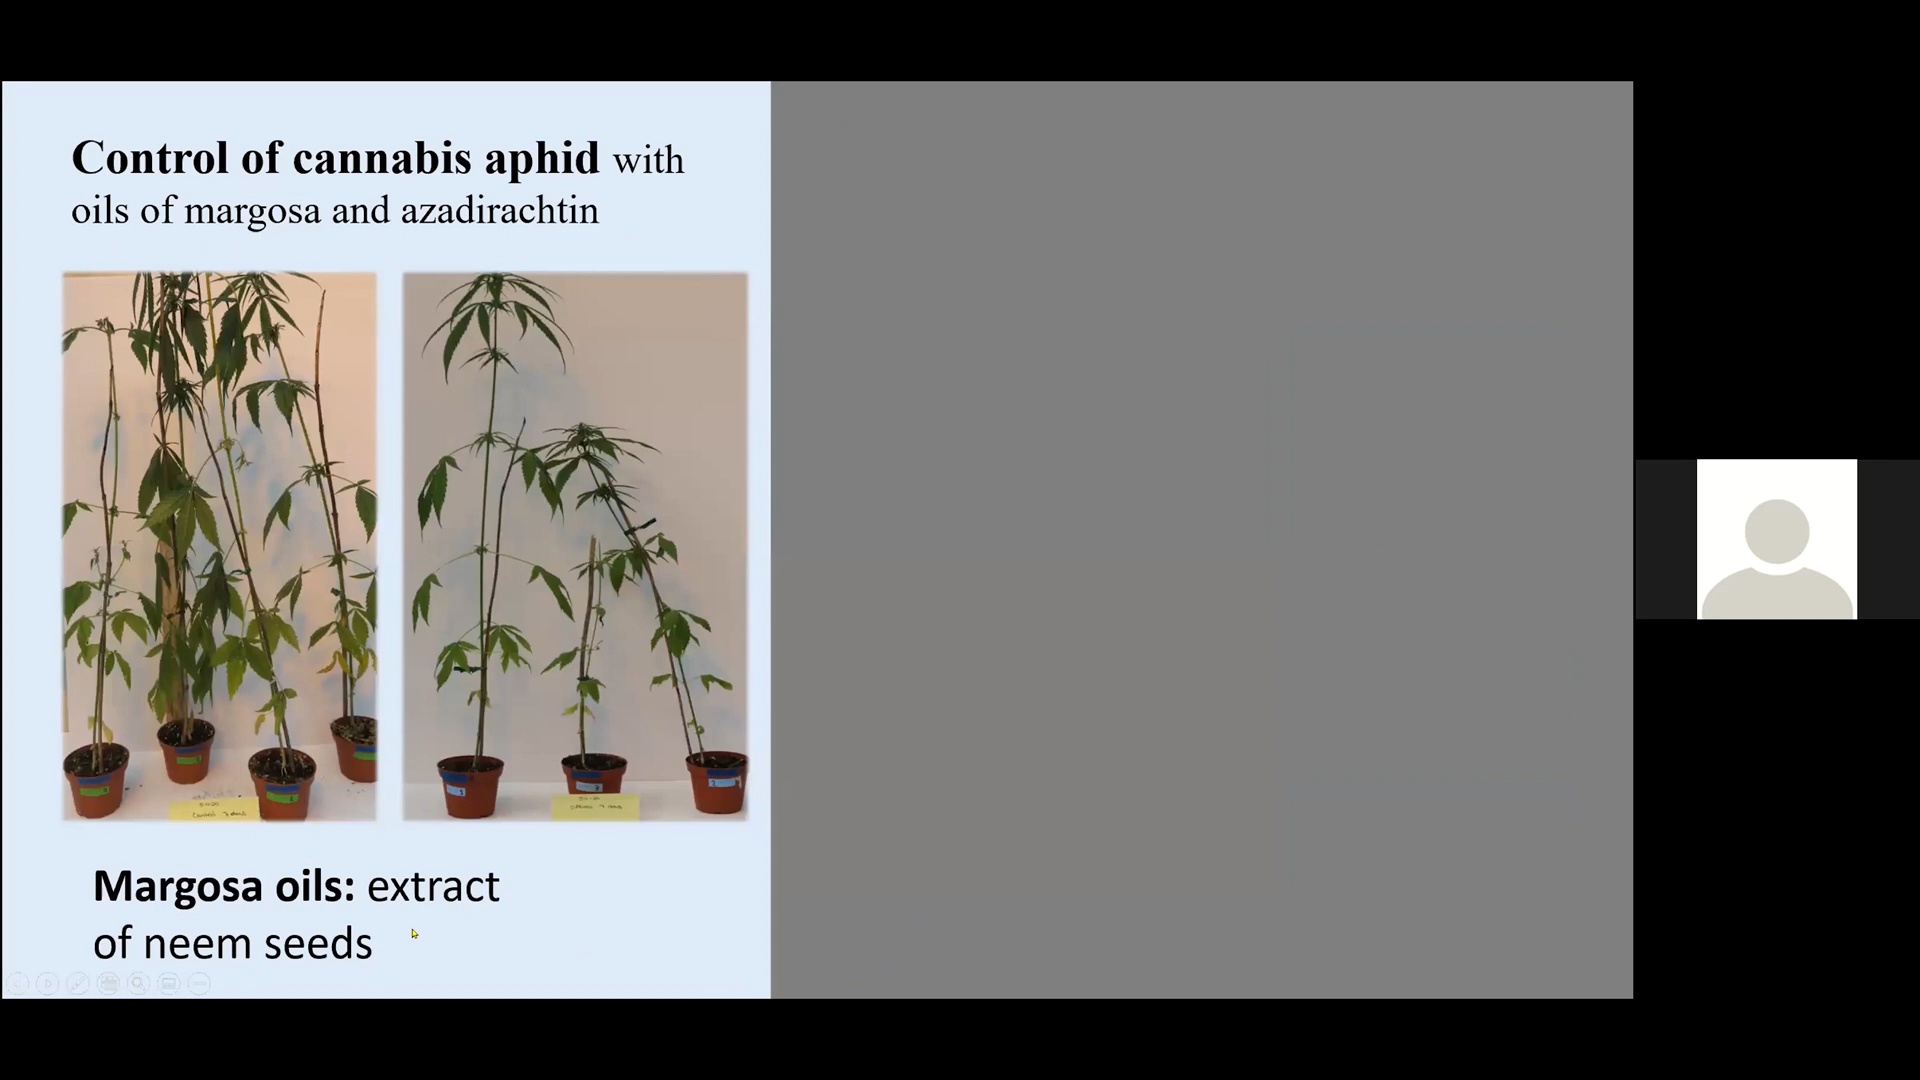 Control of cannabis aphid with
oils of margosa and azadirachtin
Margosa oils: extract
of neem seeds